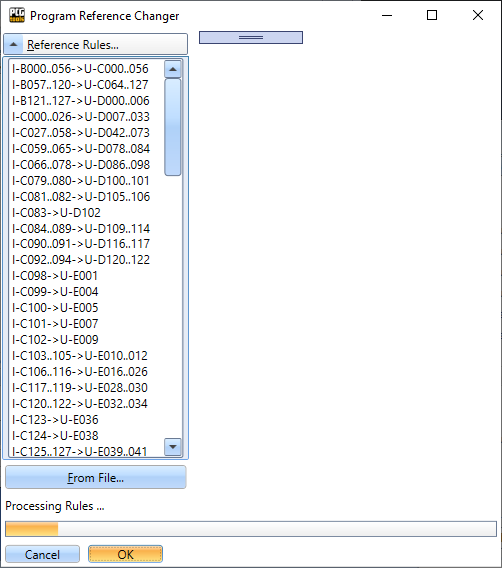 PCG
tools
Program Reference Changer
Reference Rules...
I-B000..056->U-C000..056
I-B057..120->U-C064..127
I-B121..127->U-D000..006
I-C000..026->U-D007..033
I-C027..058->U-D042..073
I-C059..065->U-D078..084
I-C066..078->U-D086..098
I-C079..080->U-D100..101
I-C081..082->U-D105..106
I-C083->U-D102
I-C084..089->U-D109..114
I-C090..091->U-D116..117
I-C092..094->U-D120..122
I-C098->U-E001
I-C099->U-E004
I-C100->U-E005
I-C101->U-E007
I-C102->U-E009
I-C103..105->U-E010..012
I-C106..116->U-E016..026
I-C117..119->U-E028..030
I-C120..122->U-E032..034
I-C123->U-E036
I-C124->U-E038
I-C125..127->U-E039..041
From File...
Processing Rules ...
Cancel
OK